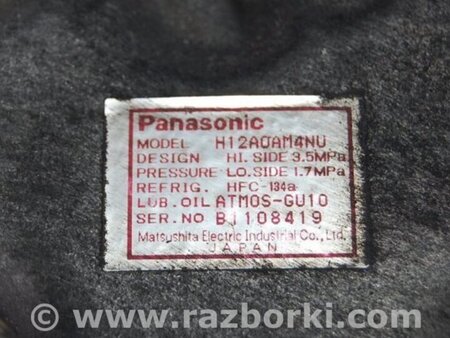 Panasonic
MODEL H12A0AM4NU
DESIGN HI. SIDE 3.5MPa
PRESSURE LO. SIDE 1.7MPa
REFRIG. HFC-134a
LUB. OIL ATMOS-GU10
SER. NO B1108419
Matsushita Electric Industrial Co., Ltd.
JAPAN
© www.razborki.com